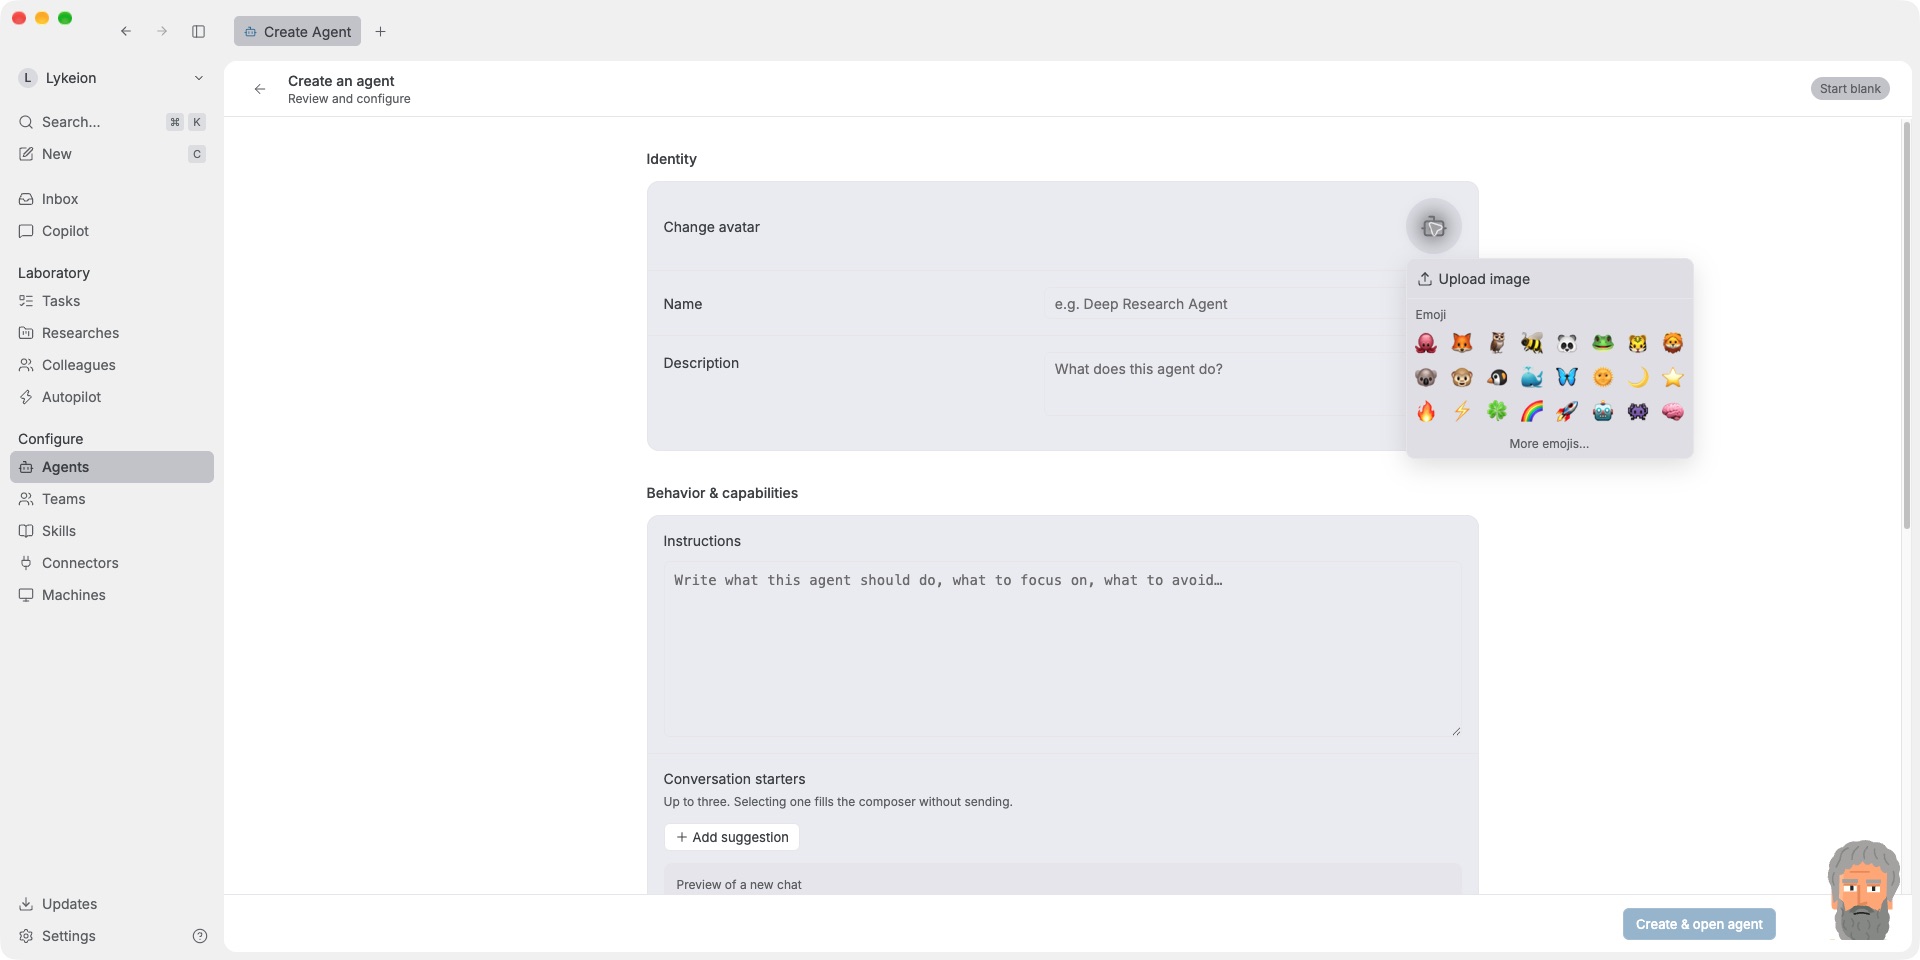 Create Agent
L Lykeion
Search... ⌘ K
New C
Inbox
Copilot
Laboratory
Tasks
Researches
Colleagues
Autopilot
Configure
Agents
Teams
Skills
Connectors
Machines
Updates
Settings
Create an agent
Review and configure
Start blank
Identity
Change avatar
Name
e.g. Deep Research Agent
Description
What does this agent do?
Upload image
Emoji
More emojis...
Behavior & capabilities
Instructions
Write what this agent should do, what to focus on, what to avoid…
Conversation starters
Up to three. Selecting one fills the composer without sending.
Add suggestion
Preview of a new chat
Create & open agent